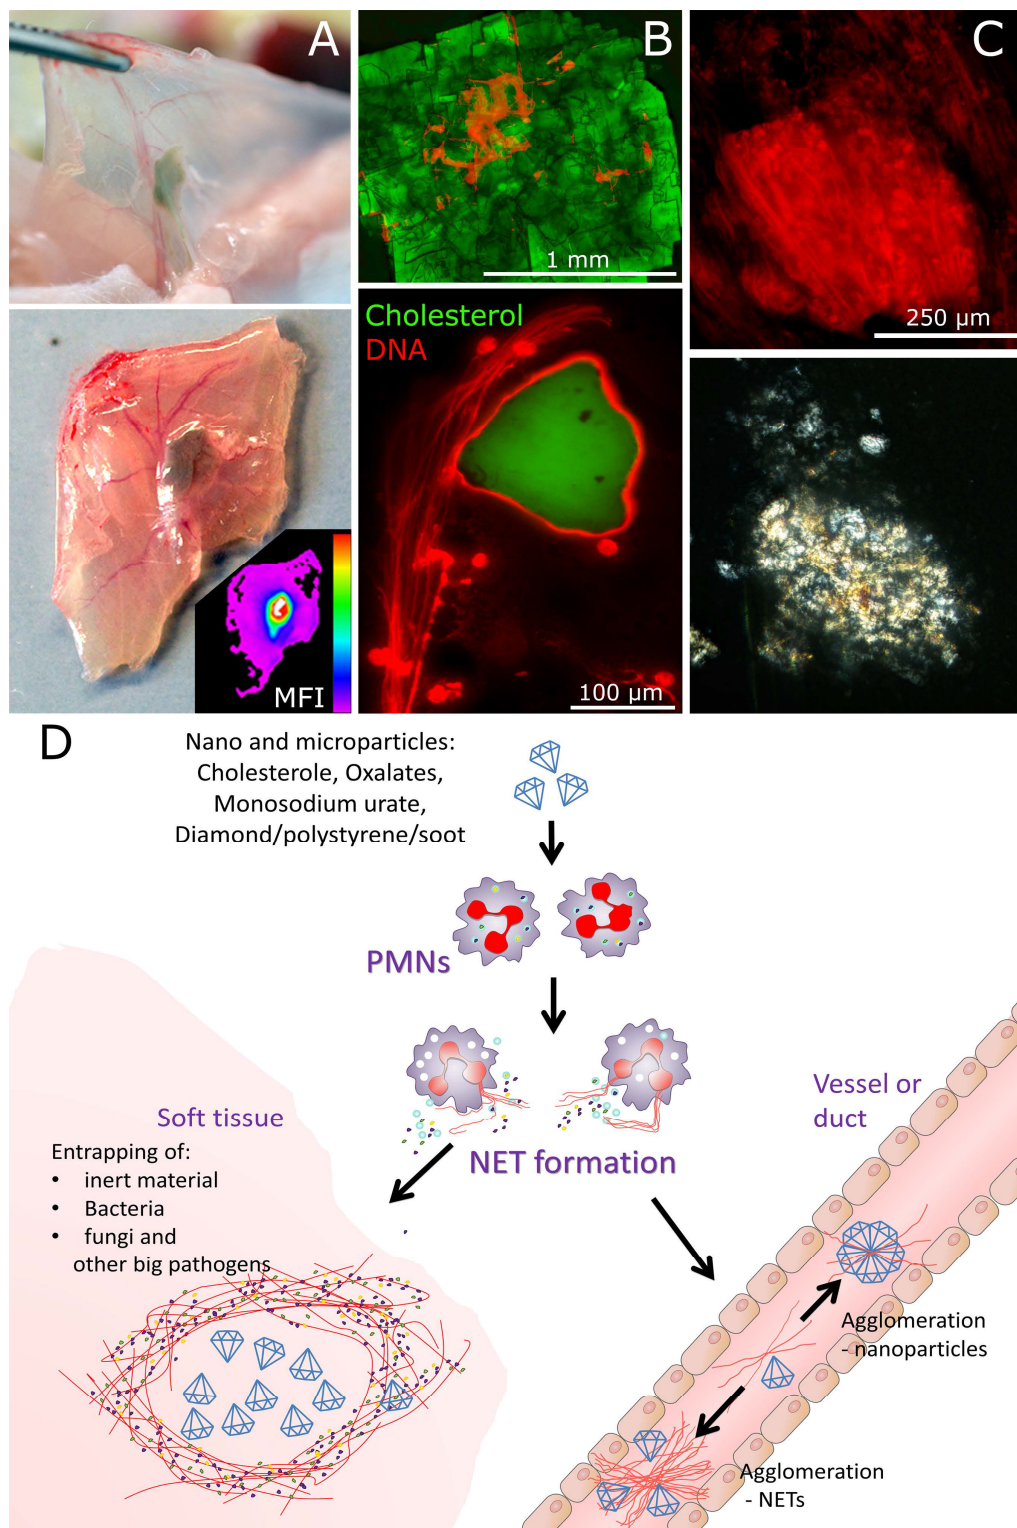 A
B
C
1 mm
250 µm
Cholesterol
DNA
100 µm
MFI
D
Nano and microparticles:
Cholesterole, Oxalates,
Monosodium urate,
Diamond/polystyrene/soot
PMNs
NET formation
Soft tissue
Entrapping of:
• inert material
• Bacteria
• fungi and
other big pathogens
Vessel or
duct
Agglomeration
- nanoparticles
Agglomeration
- NETs